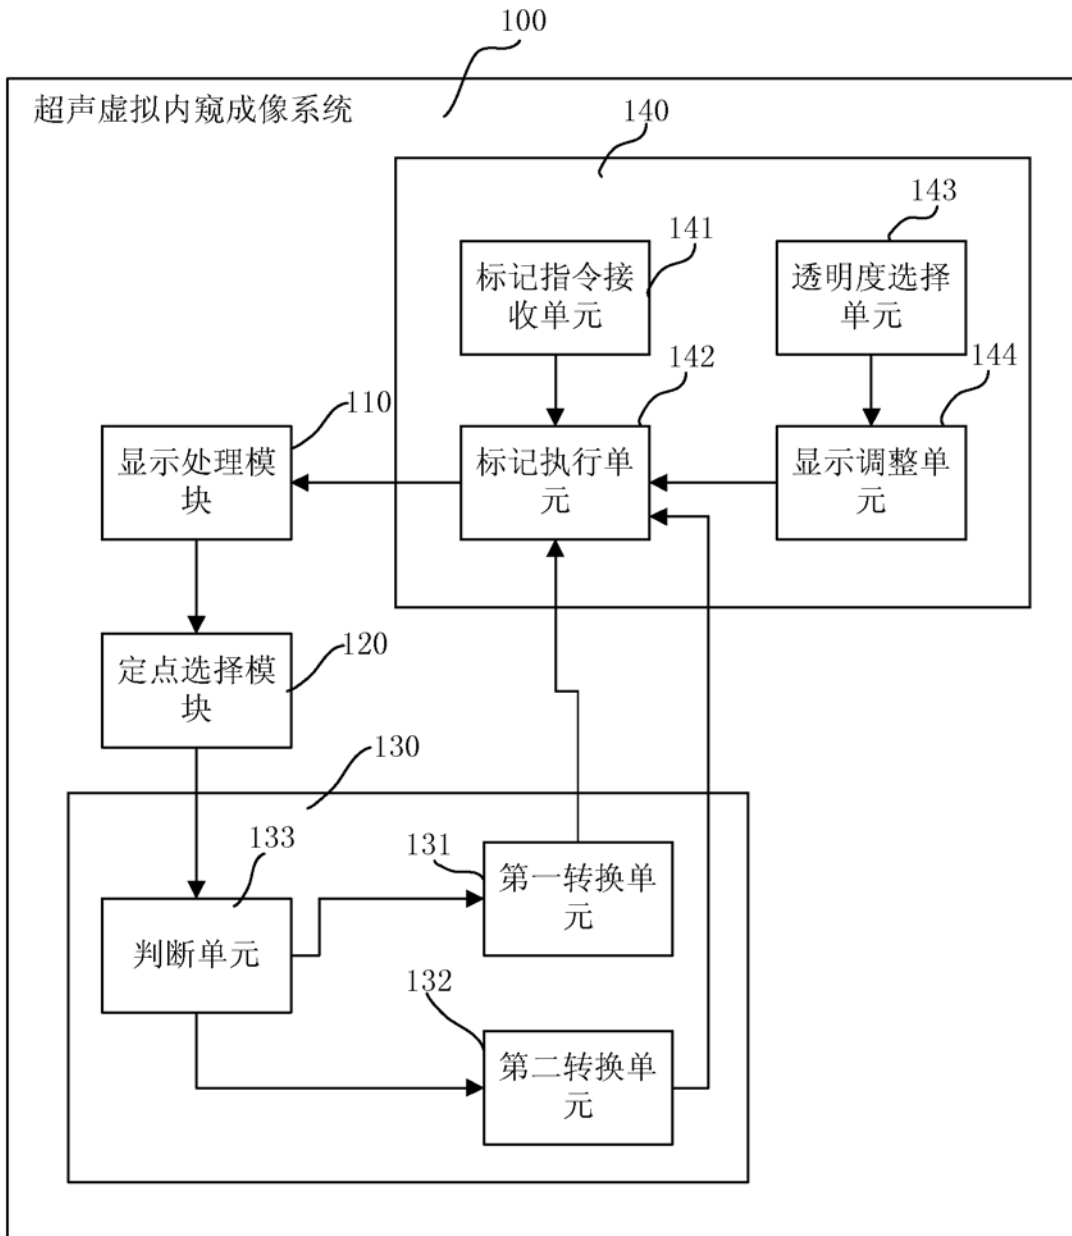 100
超声虚拟内窥成像系统
140
143
141
标记指令接
收单元
透明度选择
单元
142
144
110
显示处理模
块
标记执行单
元
显示调整单
元
120
定点选择模
块
130
133
131
第一转换单
元
判断单元
132
第二转换单
元